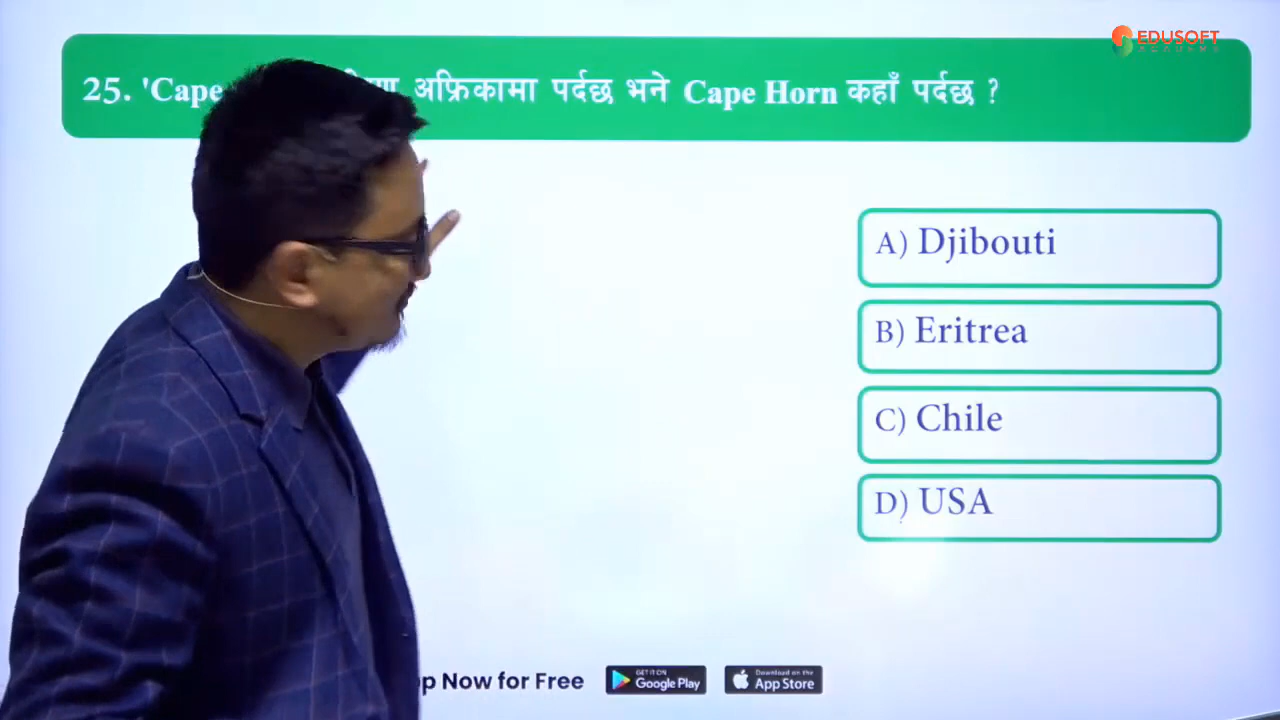 EDUSOFT
ACADEMY
25. 'Cape अफ्रिकामा पर्दछ भने Cape Horn कहाँ पर्दछ ?
A) Djibouti
B) Eritrea
C) Chile
D) USA
Now for Free
GET IT ON
Google Play
Download on the
App Store